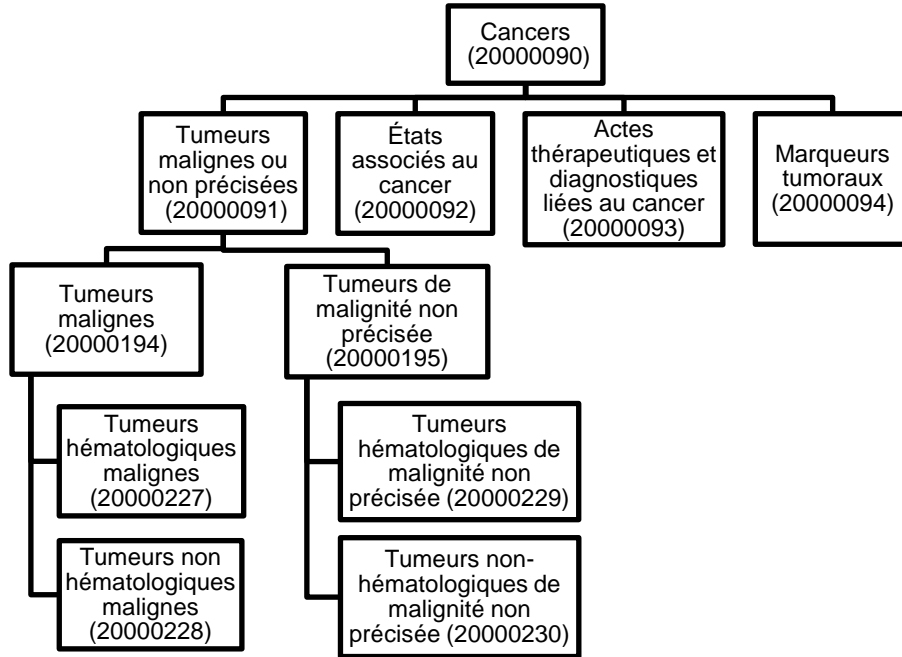 Cancers
(20000090)
Tumeurs
malignes ou
non précisées
(20000091)
États
associés au
cancer
(20000092)
Actes
thérapeutiques et
diagnostiques
liées au cancer
(20000093)
Marqueurs
tumoraux
(20000094)
Tumeurs
malignes
(20000194)
Tumeurs de
malignité non
précisée
(20000195)
Tumeurs
hématologiques
malignes
(20000227)
Tumeurs
hématologiques de
malignité non
précisée (20000229)
Tumeurs non
hématologiques
malignes
(20000228)
Tumeurs non-
hématologiques de
malignité non
précisée (20000230)